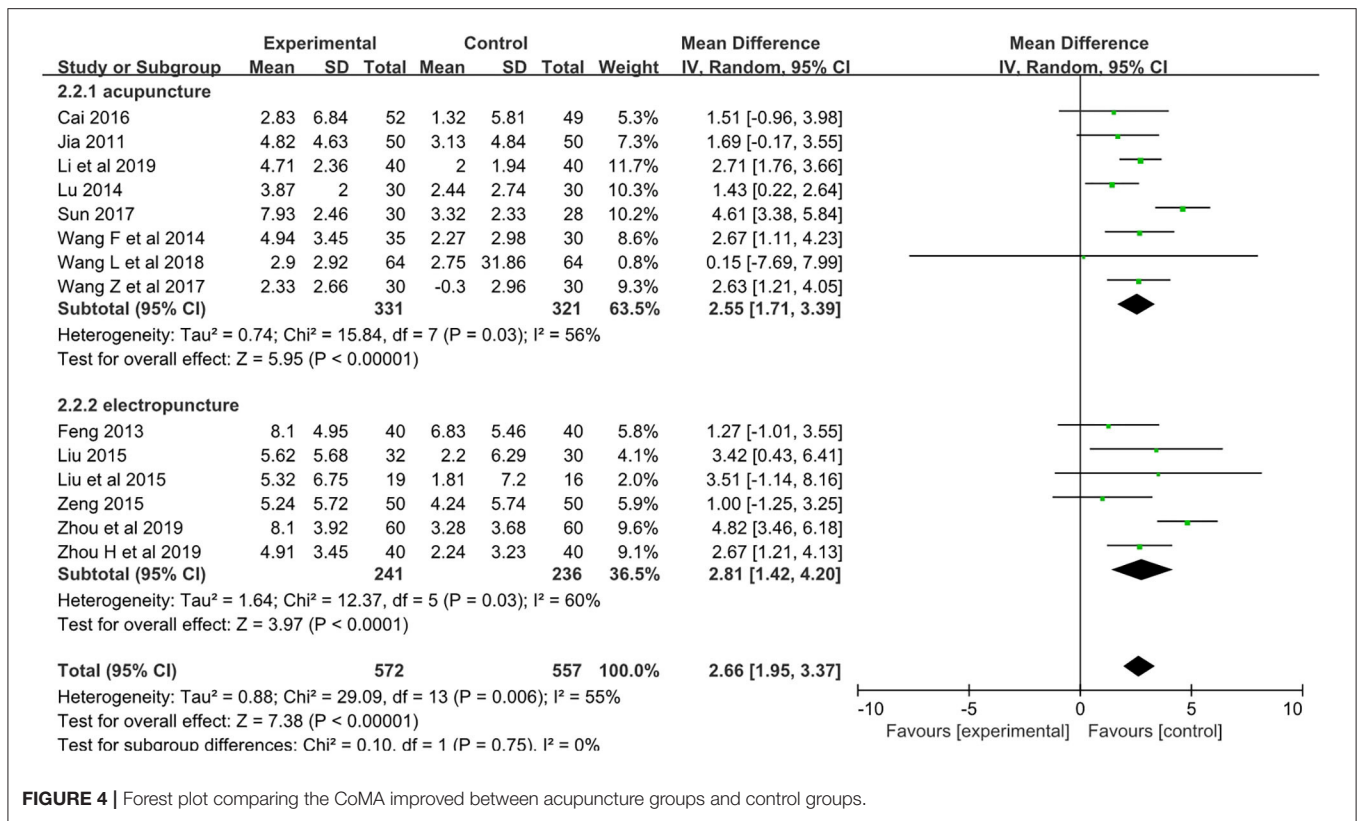 Experimental Control Mean Difference Mean Difference
Study or Subgroup Mean SD Total Mean SD Total Weight IV, Random, 95% CI IV, Random, 95% CI
2.2.1 acupuncture
Cai 2016 2.83 6.84 52 1.32 5.81 49 5.3% 1.51 [-0.96, 3.98]
Jia 2011 4.82 4.63 50 3.13 4.84 50 7.3% 1.69 [-0.17, 3.55]
Li et al 2019 4.71 2.36 40 2 1.94 40 11.7% 2.71 [1.76, 3.66]
Lu 2014 3.87 2 30 2.44 2.74 30 10.3% 1.43 [0.22, 2.64]
Sun 2017 7.93 2.46 30 3.32 2.33 28 10.2% 4.61 [3.38, 5.84]
Wang F et al 2014 4.94 3.45 35 2.27 2.98 30 8.6% 2.67 [1.11, 4.23]
Wang L et al 2018 2.9 2.92 64 2.75 31.86 64 0.8% 0.15 [-7.69, 7.99]
Wang Z et al 2017 2.33 2.66 30 -0.3 2.96 30 9.3% 2.63 [1.21, 4.05]
Subtotal (95% CI) 331 321 63.5% 2.55 [1.71, 3.39]
Heterogeneity: Tau² = 0.74; Chi² = 15.84, df = 7 (P = 0.03); I² = 56%
Test for overall effect: Z = 5.95 (P < 0.00001)
2.2.2 electropuncture
Feng 2013 8.1 4.95 40 6.83 5.46 40 5.8% 1.27 [-1.01, 3.55]
Liu 2015 5.62 5.68 32 2.2 6.29 30 4.1% 3.42 [0.43, 6.41]
Liu et al 2015 5.32 6.75 19 1.81 7.2 16 2.0% 3.51 [-1.14, 8.16]
Zeng 2015 5.24 5.72 50 4.24 5.74 50 5.9% 1.00 [-1.25, 3.25]
Zhou et al 2019 8.1 3.92 60 3.28 3.68 60 9.6% 4.82 [3.46, 6.18]
Zhou H et al 2019 4.91 3.45 40 2.24 3.23 40 9.1% 2.67 [1.21, 4.13]
Subtotal (95% CI) 241 236 36.5% 2.81 [1.42, 4.20]
Heterogeneity: Tau² = 1.64; Chi² = 12.37, df = 5 (P = 0.03); I² = 60%
Test for overall effect: Z = 3.97 (P < 0.0001)
Total (95% CI) 572 557 100.0% 2.66 [1.95, 3.37]
Heterogeneity: Tau² = 0.88; Chi² = 29.09, df = 13 (P = 0.006); I² = 55%
Test for overall effect: Z = 7.38 (P < 0.00001)
Test for subgroup differences: Chi² = 0.10, df = 1 (P = 0.75), I² = 0%
-10 -5 0 5 10
Favours [experimental] Favours [control]
FIGURE 4 | Forest plot comparing the CoMA improved between acupuncture groups and control groups.